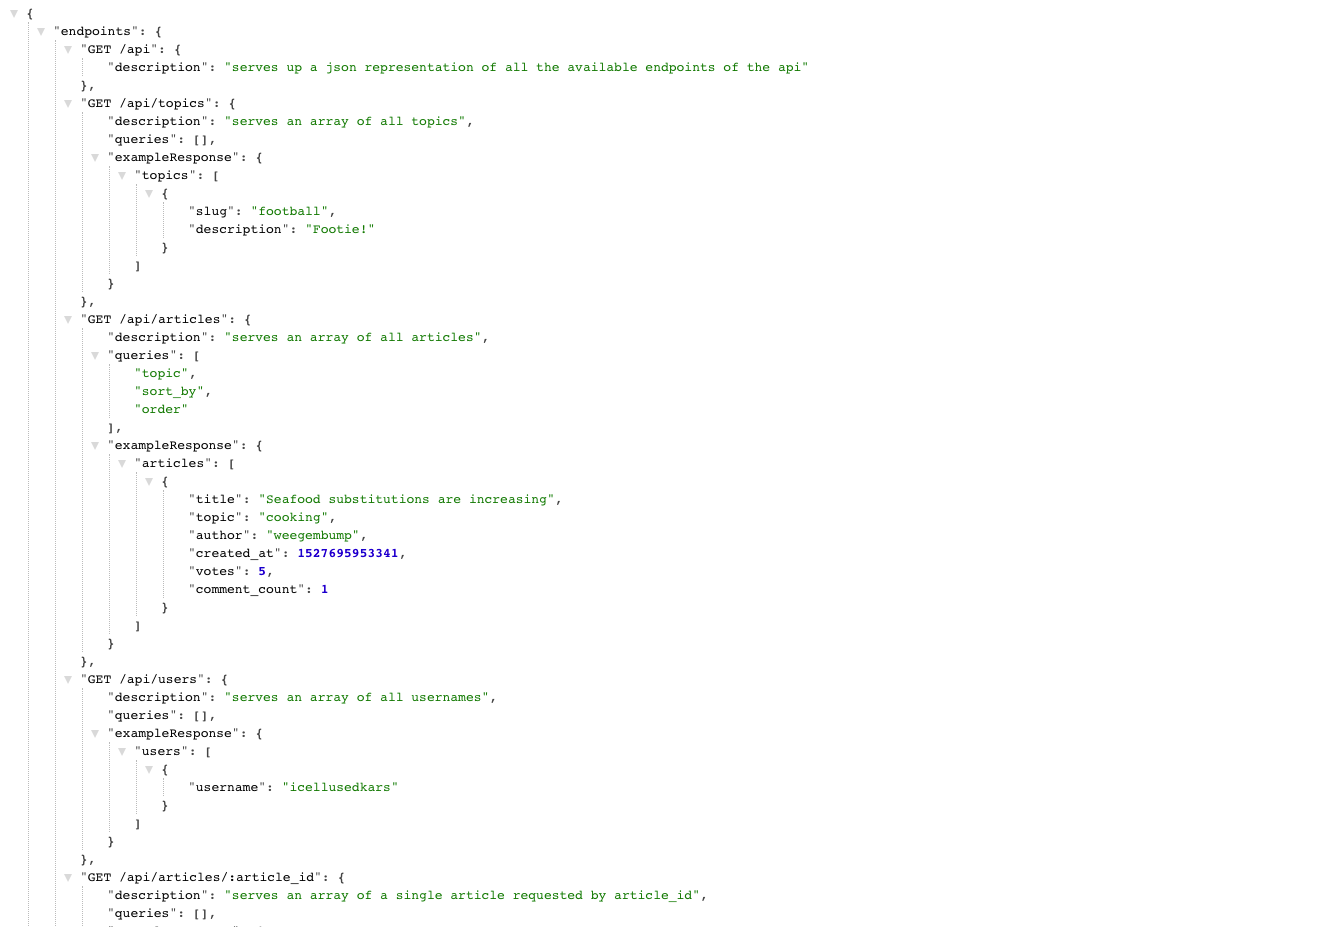 {
"endpoints": {
"GET /api": {
"description": "serves up a json representation of all the available endpoints of the api"
},
"GET /api/topics": {
"description": "serves an array of all topics",
"queries": [],
"exampleResponse": {
"topics": [
{
"slug": "football",
"description": "Footie!"
}
]
}
},
"GET /api/articles": {
"description": "serves an array of all articles",
"queries": [
"topic",
"sort_by",
"order"
],
"exampleResponse": {
"articles": [
{
"title": "Seafood substitutions are increasing",
"topic": "cooking",
"author": "weegembump",
"created_at": 1527695953341,
"votes": 5,
"comment_count": 1
}
]
}
},
"GET /api/users": {
"description": "serves an array of all usernames",
"queries": [],
"exampleResponse": {
"users": [
{
"username": "icellusedkars"
}
]
}
},
"GET /api/articles/:article_id": {
"description": "serves an array of a single article requested by article_id",
"queries": [],